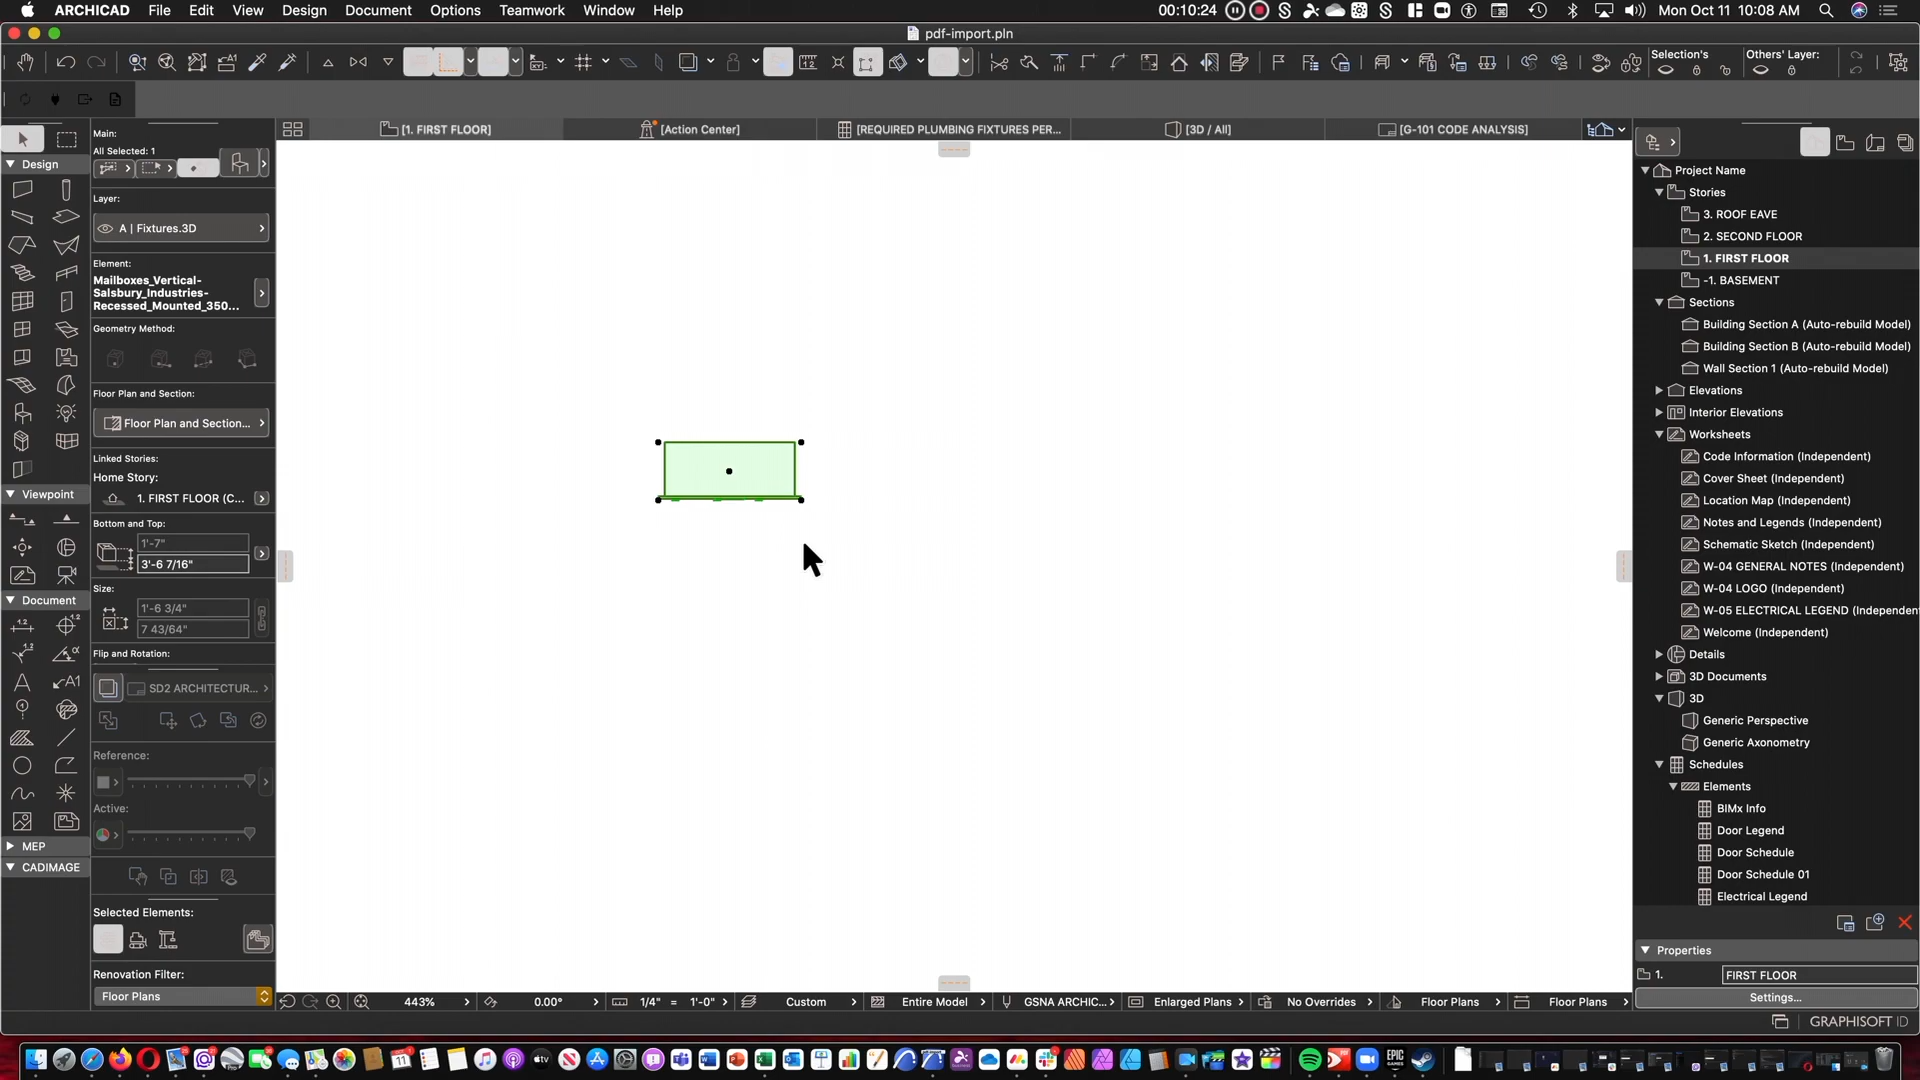 ARCHICAD File Edit View Design Document Options Teamwork Window Help 00:10:24 Mon Oct 11 10:08 AM
pdf-import.pln
Selection's
Others' Layer:
[1. FIRST FLOOR]
[Action Center]
[REQUIRED PLUMBING FIXTURES PER...
[3D / All]
[G-101 CODE ANALYSIS]
Design
Viewpoint
Document
MEP
CADIMAGE
Main:
All Selected: 1
Layer:
A | Fixtures.3D
Element:
Mailboxes_Vertical-
Salsbury_Industries-
Recessed_Mounted_350...
Geometry Method:
Floor Plan and Section:
Floor Plan and Section...
Linked Stories:
Home Story:
1. FIRST FLOOR (C...
Bottom and Top:
1'-7"
3'-6 7/16"
Size:
1'-6 3/4"
7 43/64"
Flip and Rotation:
SD2 ARCHITECTUR...
Reference:
Active:
Selected Elements:
Renovation Filter:
Floor Plans
Project Name
Stories
3. ROOF EAVE
2. SECOND FLOOR
1. FIRST FLOOR
-1. BASEMENT
Sections
Building Section A (Auto-rebuild Model)
Building Section B (Auto-rebuild Model)
Wall Section 1 (Auto-rebuild Model)
Elevations
Interior Elevations
Worksheets
Code Information (Independent)
Cover Sheet (Independent)
Location Map (Independent)
Notes and Legends (Independent)
Schematic Sketch (Independent)
W-04 GENERAL NOTES (Independent)
W-04 LOGO (Independent)
W-05 ELECTRICAL LEGEND (Independent
Welcome (Independent)
Details
3D Documents
3D
Generic Perspective
Generic Axonometry
Schedules
Elements
BIMx Info
Door Legend
Door Schedule
Door Schedule 01
Electrical Legend
Properties
1. FIRST FLOOR
Settings...
443% 0.00° 1/4" = 1'-0" Custom Entire Model GSNA ARCHIC... Enlarged Plans No Overrides Floor Plans Floor Plans
GRAPHISOFT ID